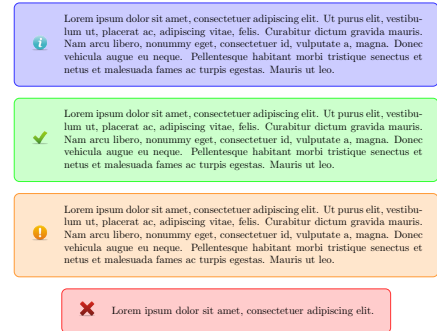 Lorem ipsum dolor sit amet, consectetuer adipiscing elit. Ut purus elit, vestibu-
lum ut, placerat ac, adipiscing vitae, felis. Curabitur dictum gravida mauris.
Nam arcu libero, nonummy eget, consectetuer id, vulputate a, magna. Donec
vehicula augue eu neque. Pellentesque habitant morbi tristique senectus et
netus et malesuada fames ac turpis egestas. Mauris ut leo.
Lorem ipsum dolor sit amet, consectetuer adipiscing elit. Ut purus elit, vestibu-
lum ut, placerat ac, adipiscing vitae, felis. Curabitur dictum gravida mauris.
Nam arcu libero, nonummy eget, consectetuer id, vulputate a, magna. Donec
vehicula augue eu neque. Pellentesque habitant morbi tristique senectus et
netus et malesuada fames ac turpis egestas. Mauris ut leo.
Lorem ipsum dolor sit amet, consectetuer adipiscing elit. Ut purus elit, vestibu-
lum ut, placerat ac, adipiscing vitae, felis. Curabitur dictum gravida mauris.
Nam arcu libero, nonummy eget, consectetuer id, vulputate a, magna. Donec
vehicula augue eu neque. Pellentesque habitant morbi tristique senectus et
netus et malesuada fames ac turpis egestas. Mauris ut leo.
Lorem ipsum dolor sit amet, consectetuer adipiscing elit.